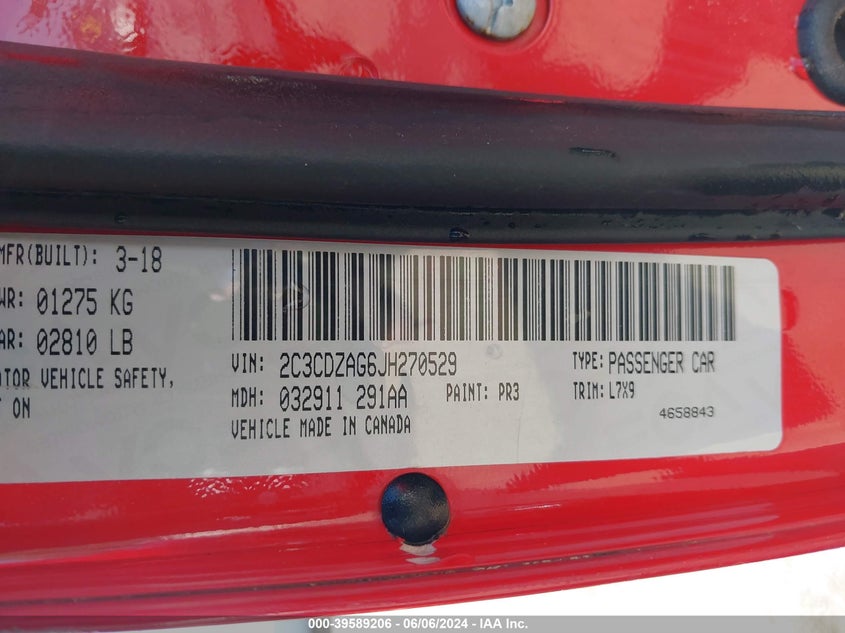 MFR(BUILT): 3-18
WR: 01275 KG
AR: 02810 LB
OTOR VEHICLE SAFETY,
T ON
VIN: 2C3CDZAG6JH270529
TYPE: PASSENGER CAR
MDH: 032911 291AA
PAINT: PR3
TRIM: L7X9
VEHICLE MADE IN CANADA
4658843
000-39589206 - 06/06/2024 - IAA Inc.